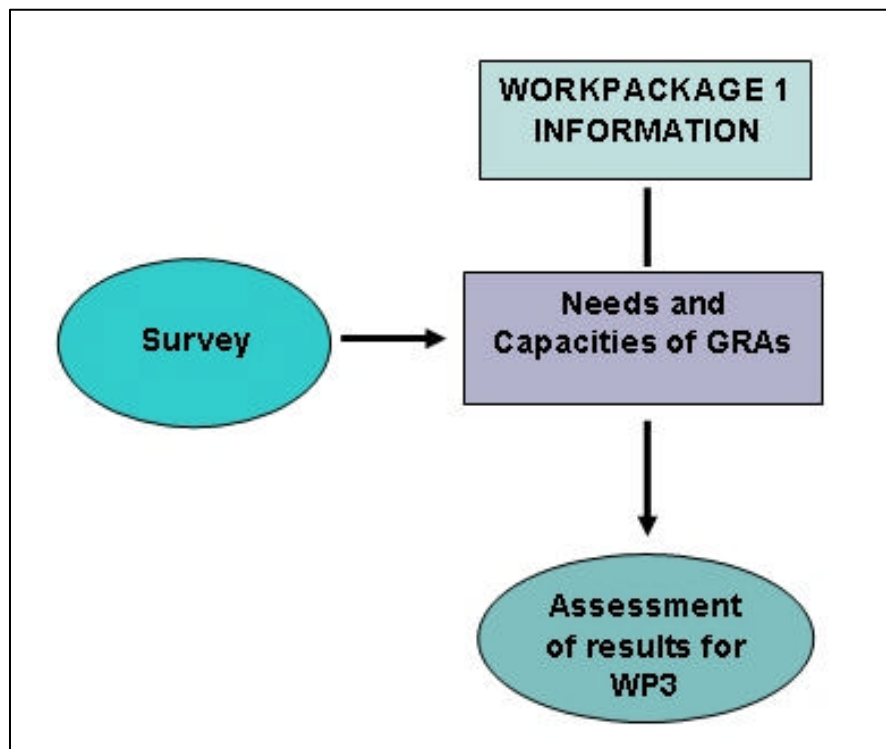 WORKPACKAGE 1
INFORMATION
Needs and
Capacities of GRAs
Survey
Assessment
of results for
WP3